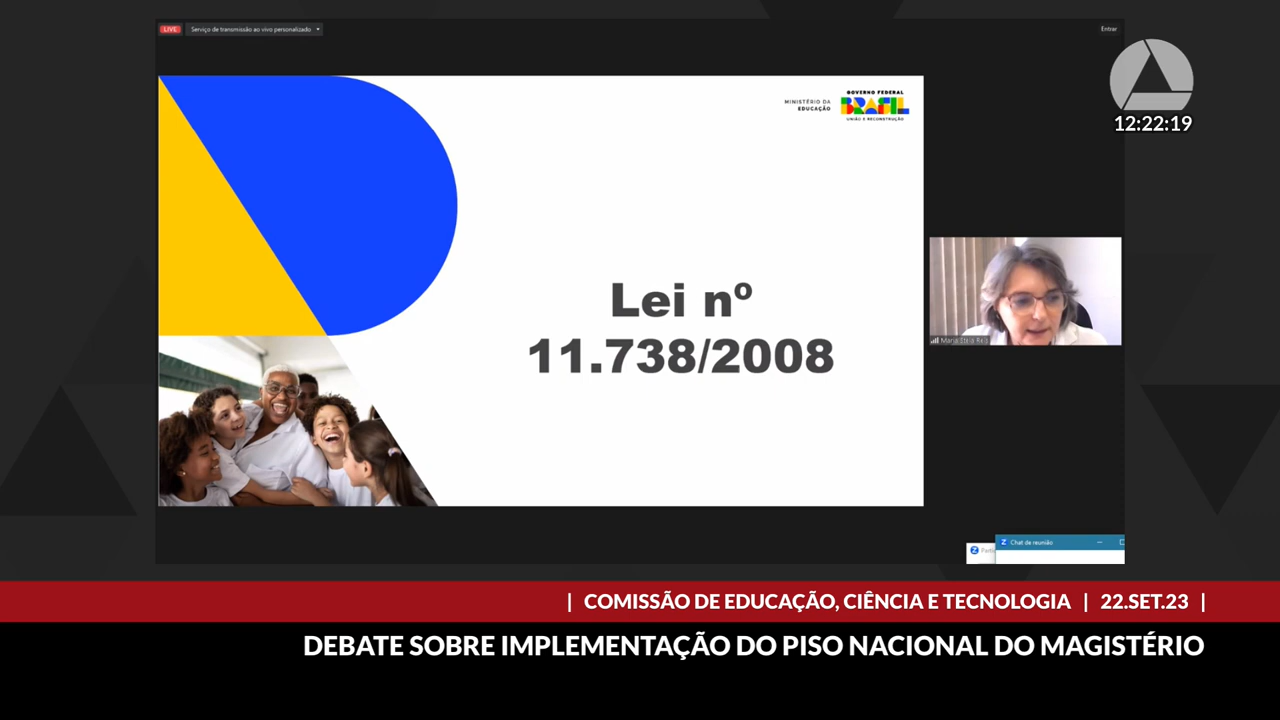 LIVE
Serviço de transmissão ao vivo personalizado
Entrar
MINISTÉRIO DA
EDUCAÇÃO
GOVERNO FEDERAL
BRASIL
UNIÃO E RECONSTRUÇÃO
12:22:19
Lei nº
11.738/2008
Maria
Chat de reunião
| COMISSÃO DE EDUCAÇÃO, CIÊNCIA E TECNOLOGIA | 22.SET.23 |
DEBATE SOBRE IMPLEMENTAÇÃO DO PISO NACIONAL DO MAGISTÉRIO